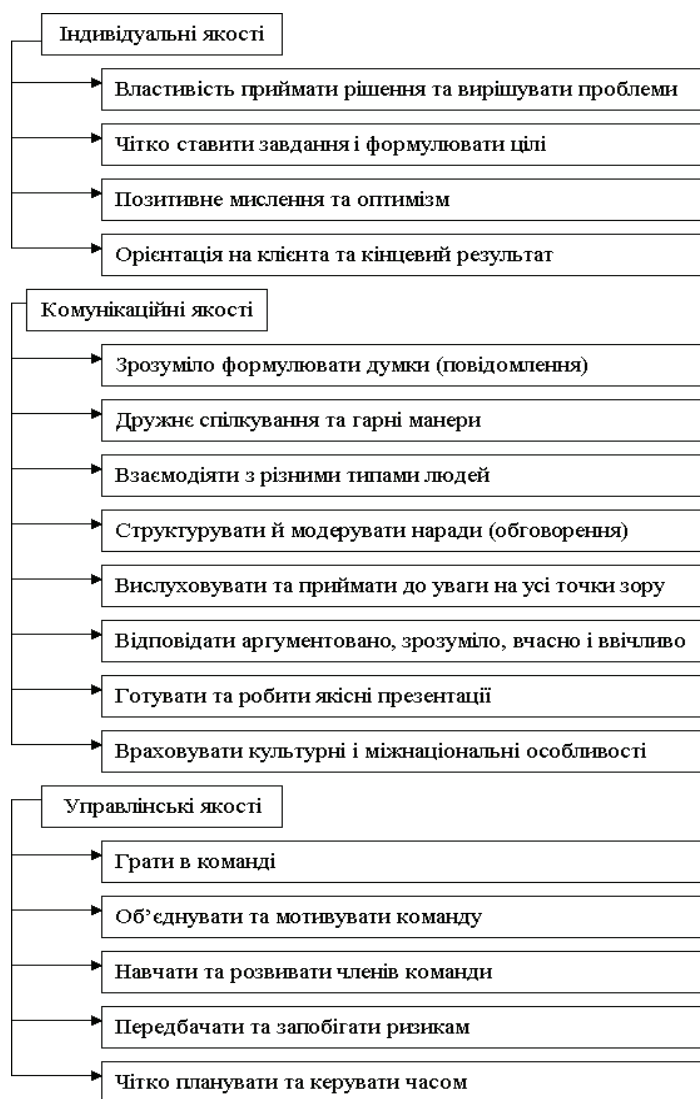 Індивідуальні якості
Властивість приймати рішення та вирішувати проблеми
Чітко ставити завдання і формулювати цілі
Позитивне мислення та оптимізм
Орієнтація на клієнта та кінцевий результат
Комунікаційні якості
Зрозуміло формулювати думки (повідомлення)
Дружнє спілкування та гарні манери
Взаємодіяти з різними типами людей
Структурувати й модерувати наради (обговорення)
Вислуховувати та приймати до уваги на усі точки зору
Відповідати аргументовано, зрозуміло, вчасно і ввічливо
Готувати та робити якісні презентації
Враховувати культурні і міжнаціональні особливості
Управлінські якості
Грати в команді
Об’єднувати та мотивувати команду
Навчати та розвивати членів команди
Передбачати та запобігати ризикам
Чітко планувати та керувати часом